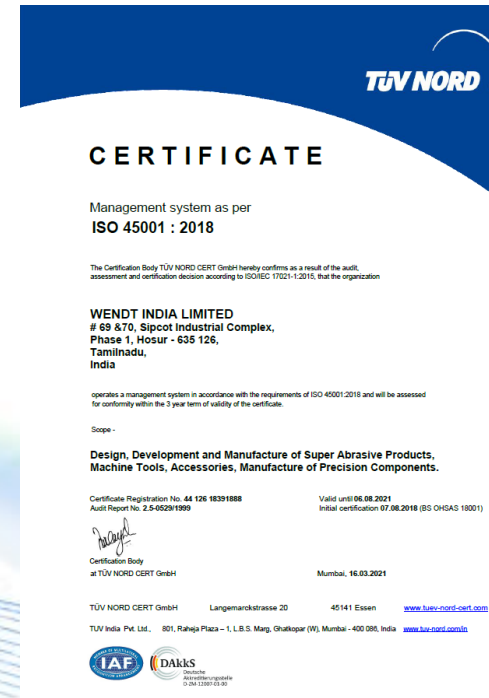 TÜV NORD
CERTIFICATE
Management system as per
ISO 45001 : 2018
The Certification Body TÜV NORD CERT GmbH hereby confirms as a result of the audit,
assessment and certification decision according to ISO/IEC 17021-1:2015, that the organization
WENDT INDIA LIMITED
# 69 &70, Sipcot Industrial Complex,
Phase 1, Hosur - 635 126,
Tamilnadu,
India
operates a management system in accordance with the requirements of ISO 45001:2018 and will be assessed
for conformity within the 3 year term of validity of the certificate.
Scope -
Design, Development and Manufacture of Super Abrasive Products,
Machine Tools, Accessories, Manufacture of Precision Components.
Certificate Registration No. 44 126 18391888 Valid until 06.08.2021
Audit Report No. 2.5-0529/1999 Initial certification 07.08.2018 (BS OHSAS 18001)
Certification Body
at TÜV NORD CERT GmbH Mumbai, 16.03.2021
TÜV NORD CERT GmbH Langemarckstrasse 20 45141 Essen www.tuev-nord-cert.com
TUV India Pvt. Ltd., 801, Raheja Plaza – 1, L.B.S. Marg, Ghatkopar (W), Mumbai - 400 086, India www.tuv-nord.com/in
IAF DAkkS
Deutsche
Akkreditierungsstelle
D-ZM-12007-01-00